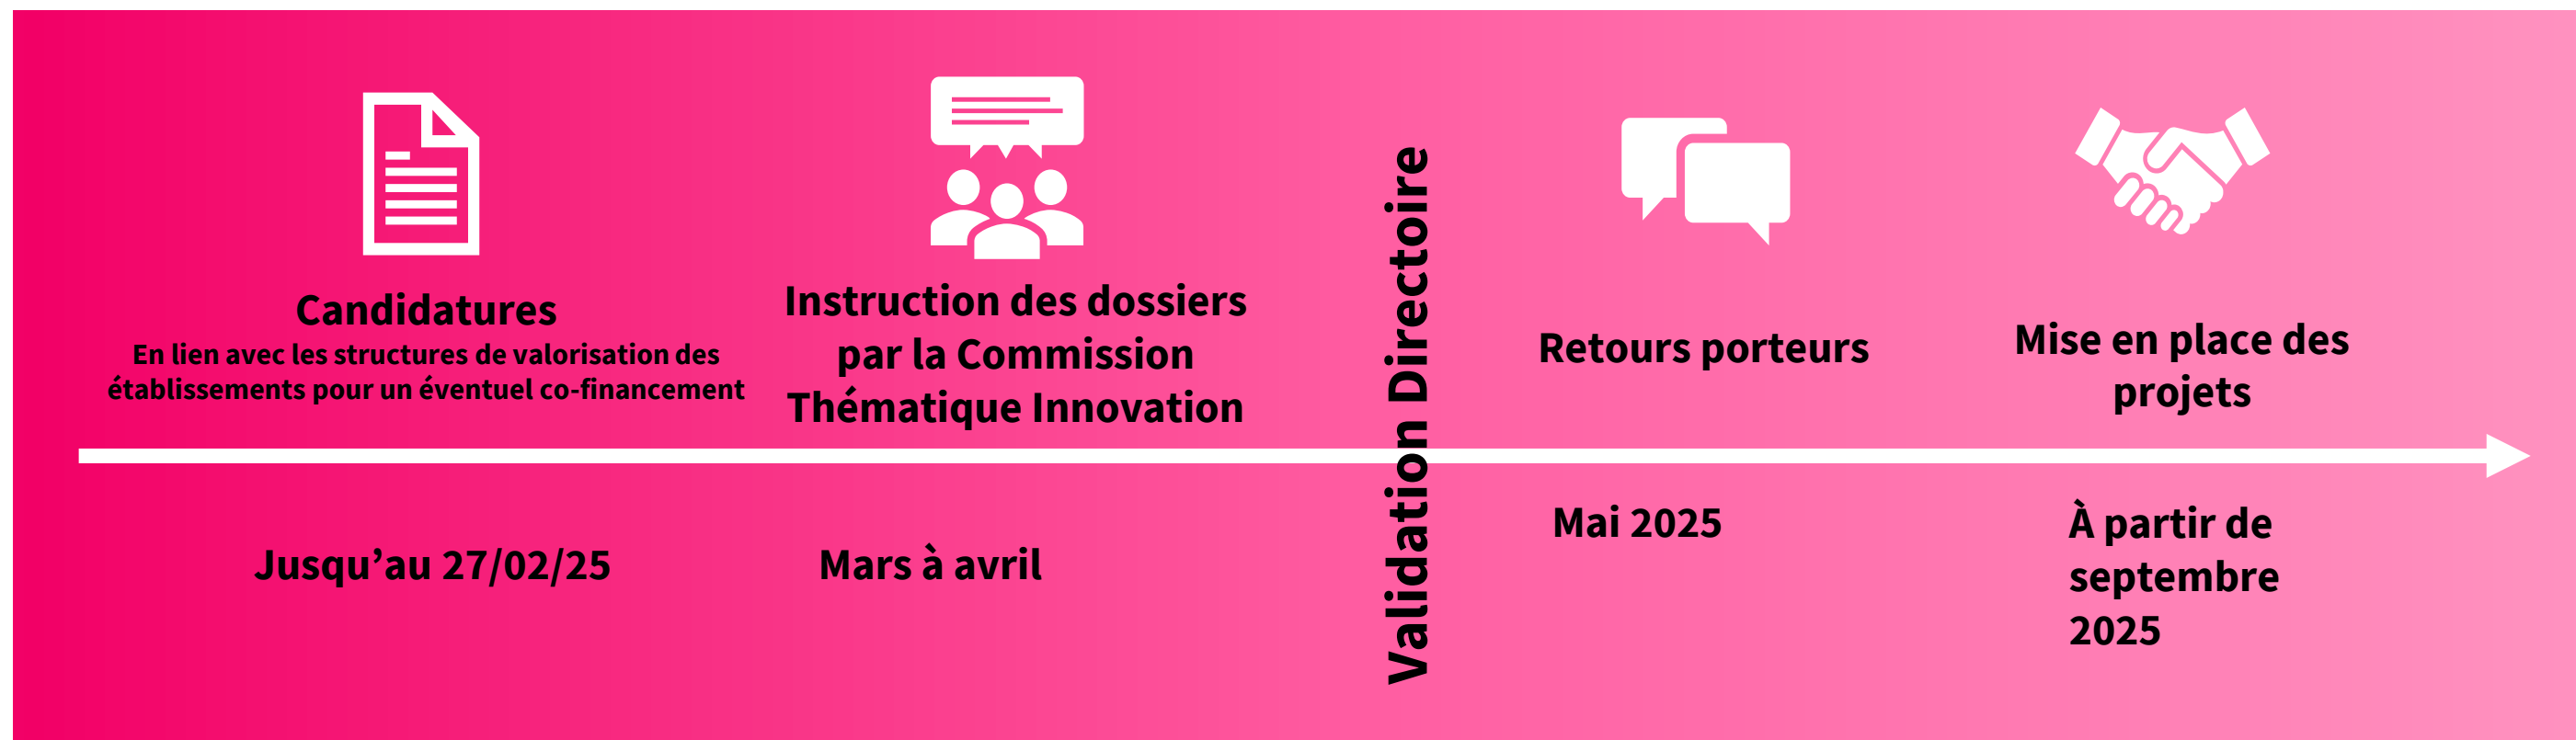 Candidatures
En lien avec les structures de valorisation des
établissements pour un éventuel co-financement
Jusqu’au 27/02/25
Instruction des dossiers
par la Commission
Thématique Innovation
Mars à avril
Validation Directoire
Retours porteurs
Mai 2025
Mise en place des
projets
À partir de
septembre
2025